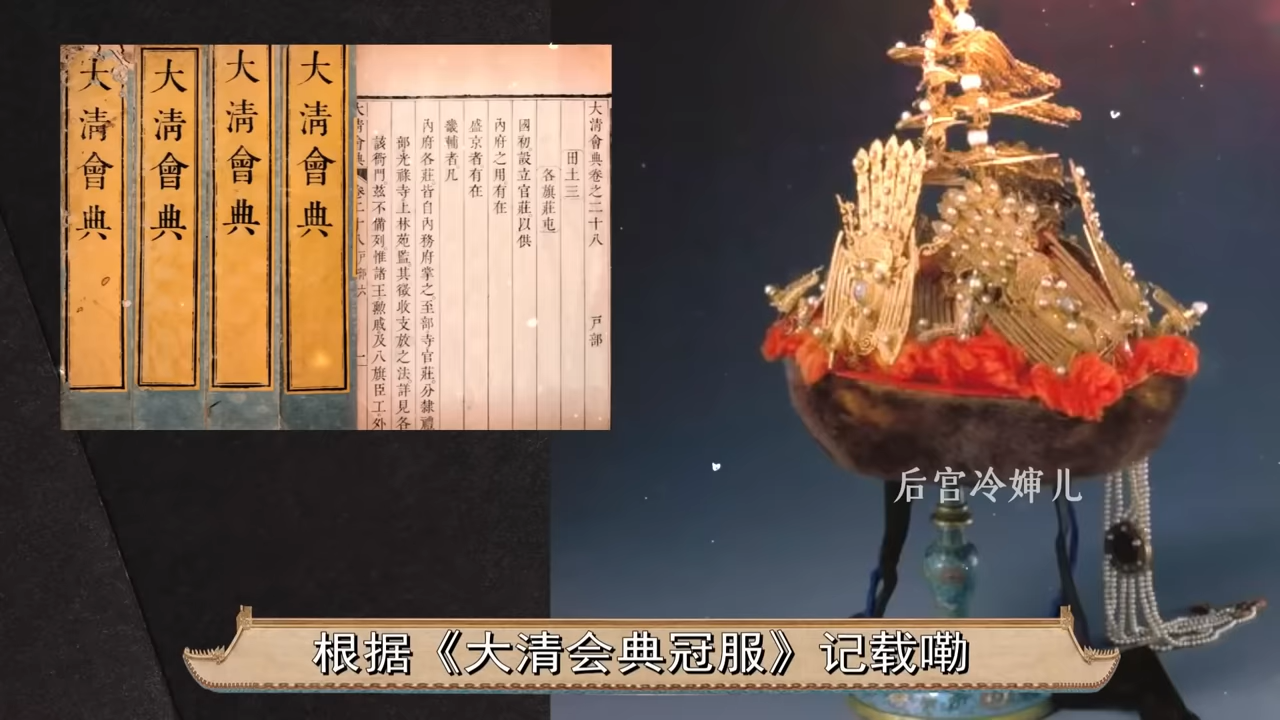 大清會典
大清會典
大清會典
大清會典
大清會典卷之二十八 戸部
田土三
各旗莊屯
國初設立官莊以供
內府之用有在
盛京者有在
畿輔者凡
內府各莊皆自內務府掌之至部寺官莊分隸禮
部光祿寺上林苑監其徵收支放之法詳見各
該衙門茲不備列惟諸王勳戚及八旗臣工外
后宫冷婶儿
根据《大清会典冠服》记载嘞